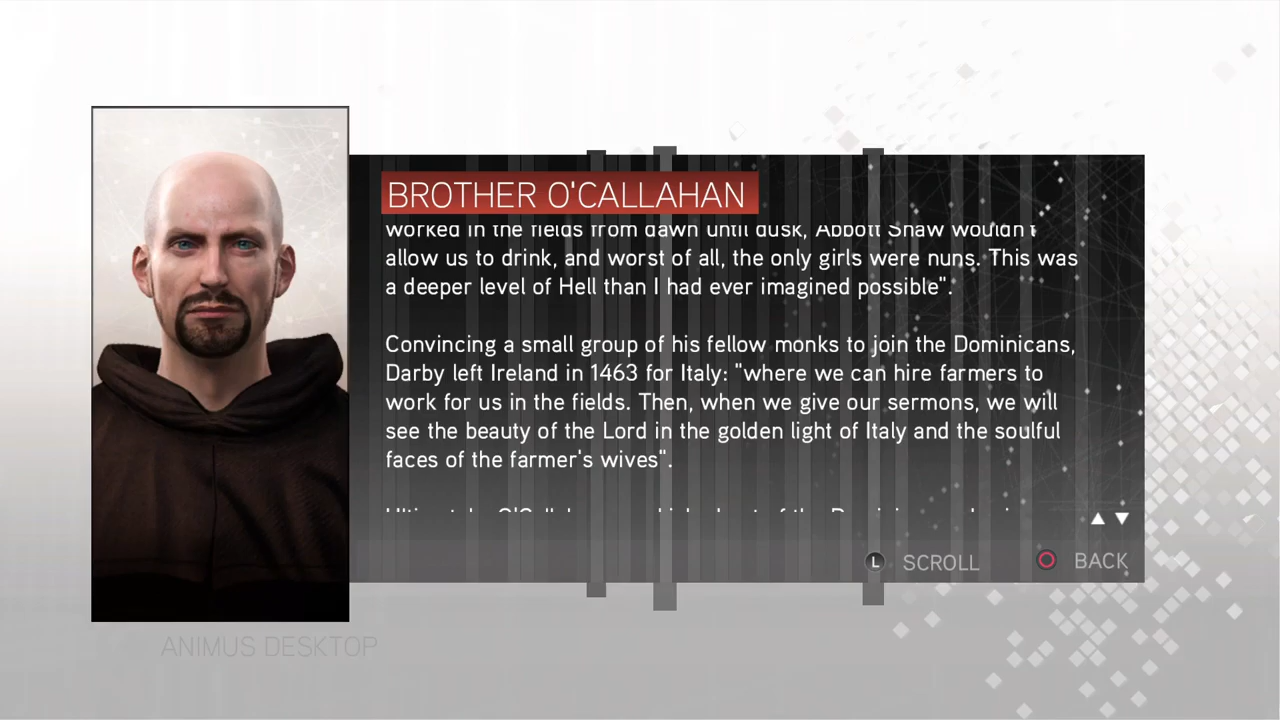 BROTHER O'CALLAHAN
worked in the fields from dawn until dusk, Abbott Shaw wouldn't
allow us to drink, and worst of all, the only girls were nuns. This was
a deeper level of Hell than I had ever imagined possible".
Convincing a small group of his fellow monks to join the Dominicans,
Darby left Ireland in 1463 for Italy: "where we can hire farmers to
work for us in the fields. Then, when we give our sermons, we will
see the beauty of the Lord in the golden light of Italy and the soulful
faces of the farmer's wives".
L SCROLL
BACK
ANIMUS DESKTOP